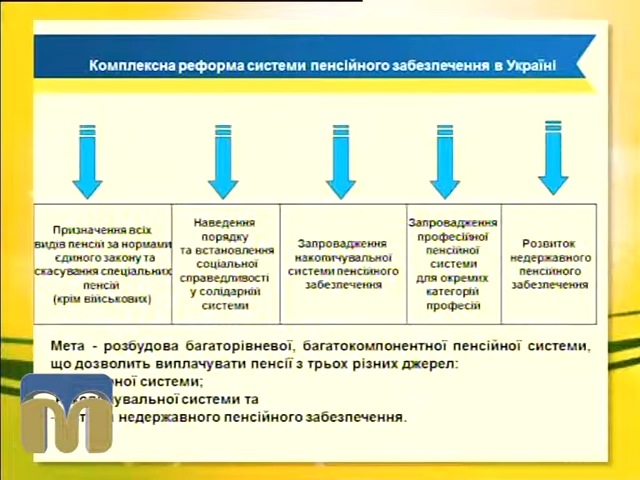 Комплексна реформа системи пенсійного забезпечення в Україні
Призначення всіх
видів пенсій за нормами
єдиного закону та
скасування спеціальних
пенсій
(крім військових)
Наведення
порядку
та встановлення
соціальної
справедливості
у солідарній
системи
Запровадження
накопичувальної
системи пенсійного
забезпечення
Запровадження
професійної
пенсійної
системи
для окремих
категорій
професій
Розвиток
недержавного
пенсійного
забезпечення
Мета - розбудова багаторівневої, багатокомпонентної пенсійної системи,
що дозволить виплачувати пенсії з трьох різних джерел:
системи;
системи та
недержавного пенсійного забезпечення.